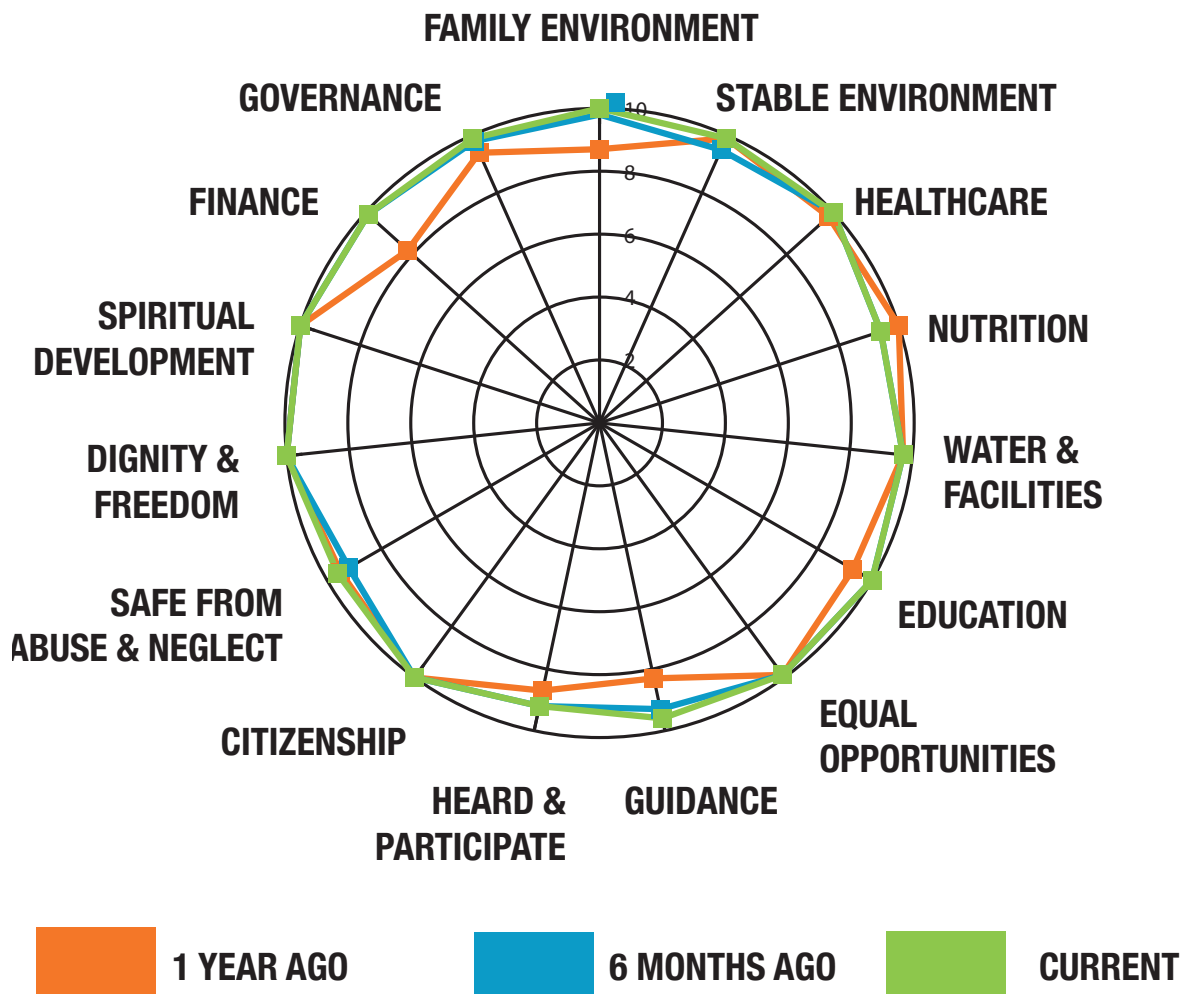 FAMILY ENVIRONMENT
GOVERNANCE
STABLE ENVIRONMENT
10
FINANCE
8
HEALTHCARE
6
SPIRITUAL
DEVELOPMENT
4
NUTRITION
2
DIGNITY &
FREEDOM
WATER &
FACILITIES
SAFE FROM
ABUSE & NEGLECT
EDUCATION
CITIZENSHIP
EQUAL
OPPORTUNITIES
HEARD &
PARTICIPATE
GUIDANCE
1 YEAR AGO
6 MONTHS AGO
CURRENT